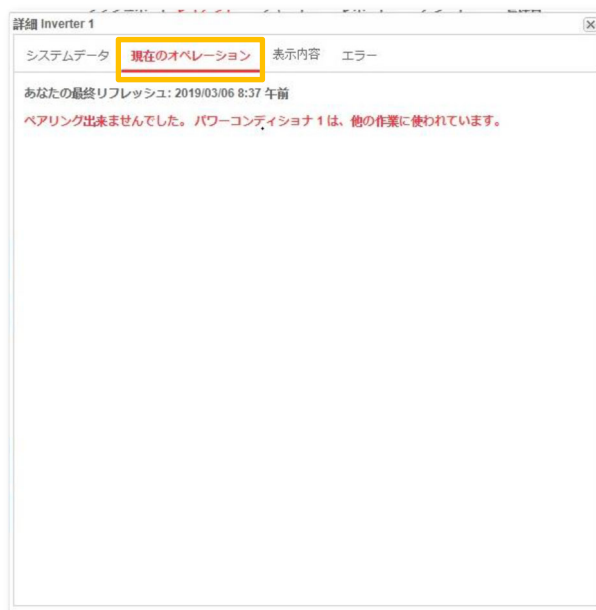 詳細 Inverter 1
システムデータ 現在のオペレーション 表示内容 エラー
あなたの最終リフレッシュ: 2019/03/06 8:37 午前
ペアリング出来ませんでした。 パワーコンディショナ 1 は、他の作業に使われています。